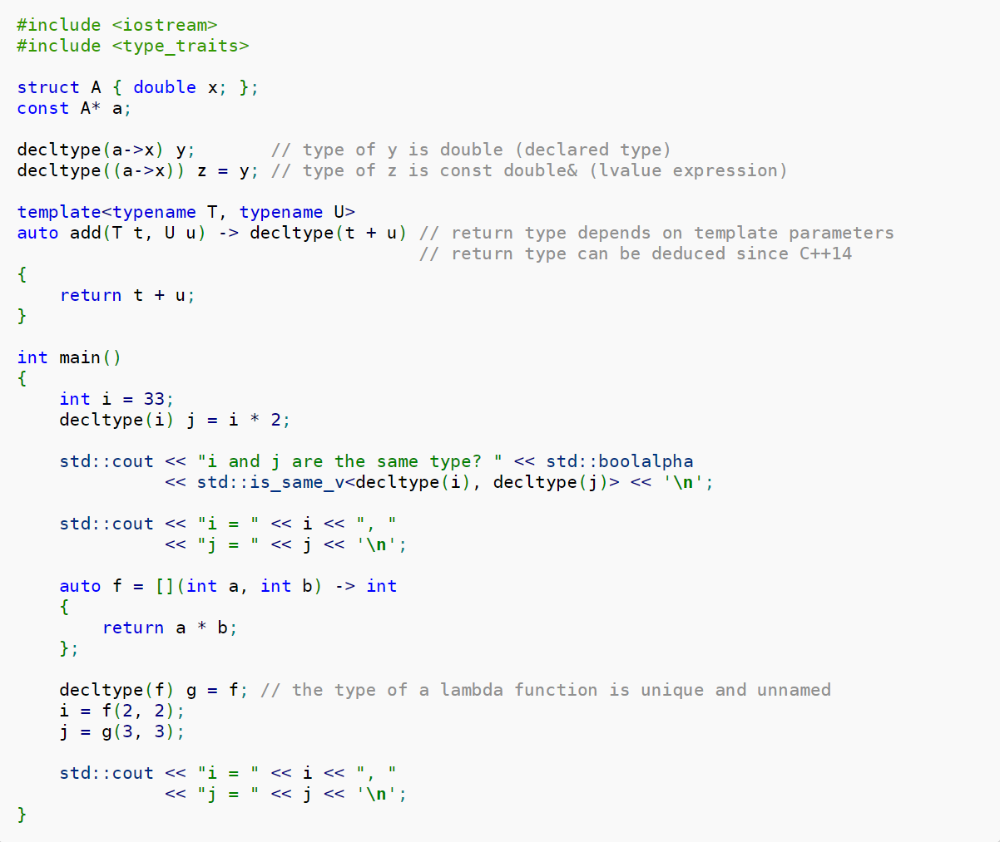 #include <iostream>
#include <type_traits>

struct A { double x; };
const A* a;

decltype(a->x) y;       // type of y is double (declared type)
decltype((a->x)) z = y; // type of z is const double& (lvalue expression)

template<typename T, typename U>
auto add(T t, U u) -> decltype(t + u) // return type depends on template parameters
                                      // return type can be deduced since C++14
{
    return t + u;
}

int main()
{
    int i = 33;
    decltype(i) j = i * 2;

    std::cout << "i and j are the same type? " << std::boolalpha
              << std::is_same_v<decltype(i), decltype(j)> << '\n';

    std::cout << "i = " << i << ", "
              << "j = " << j << '\n';

    auto f = [](int a, int b) -> int
    {
        return a * b;
    };

    decltype(f) g = f; // the type of a lambda function is unique and unnamed
    i = f(2, 2);
    j = g(3, 3);

    std::cout << "i = " << i << ", "
              << "j = " << j << '\n';
}